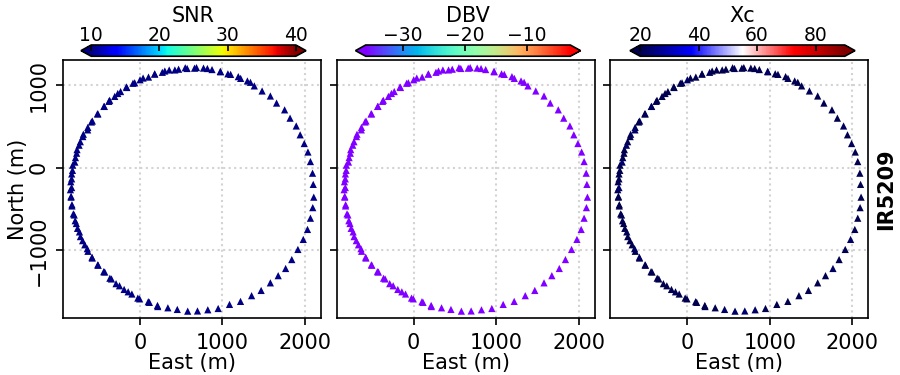 SNR DBV Xc
10 20 30 40 −30 −20 −10 20 40 60 80
1000
0
−1000
North (m)
IR5209
0 1000 2000 0 1000 2000 0 1000 2000
East (m) East (m) East (m)